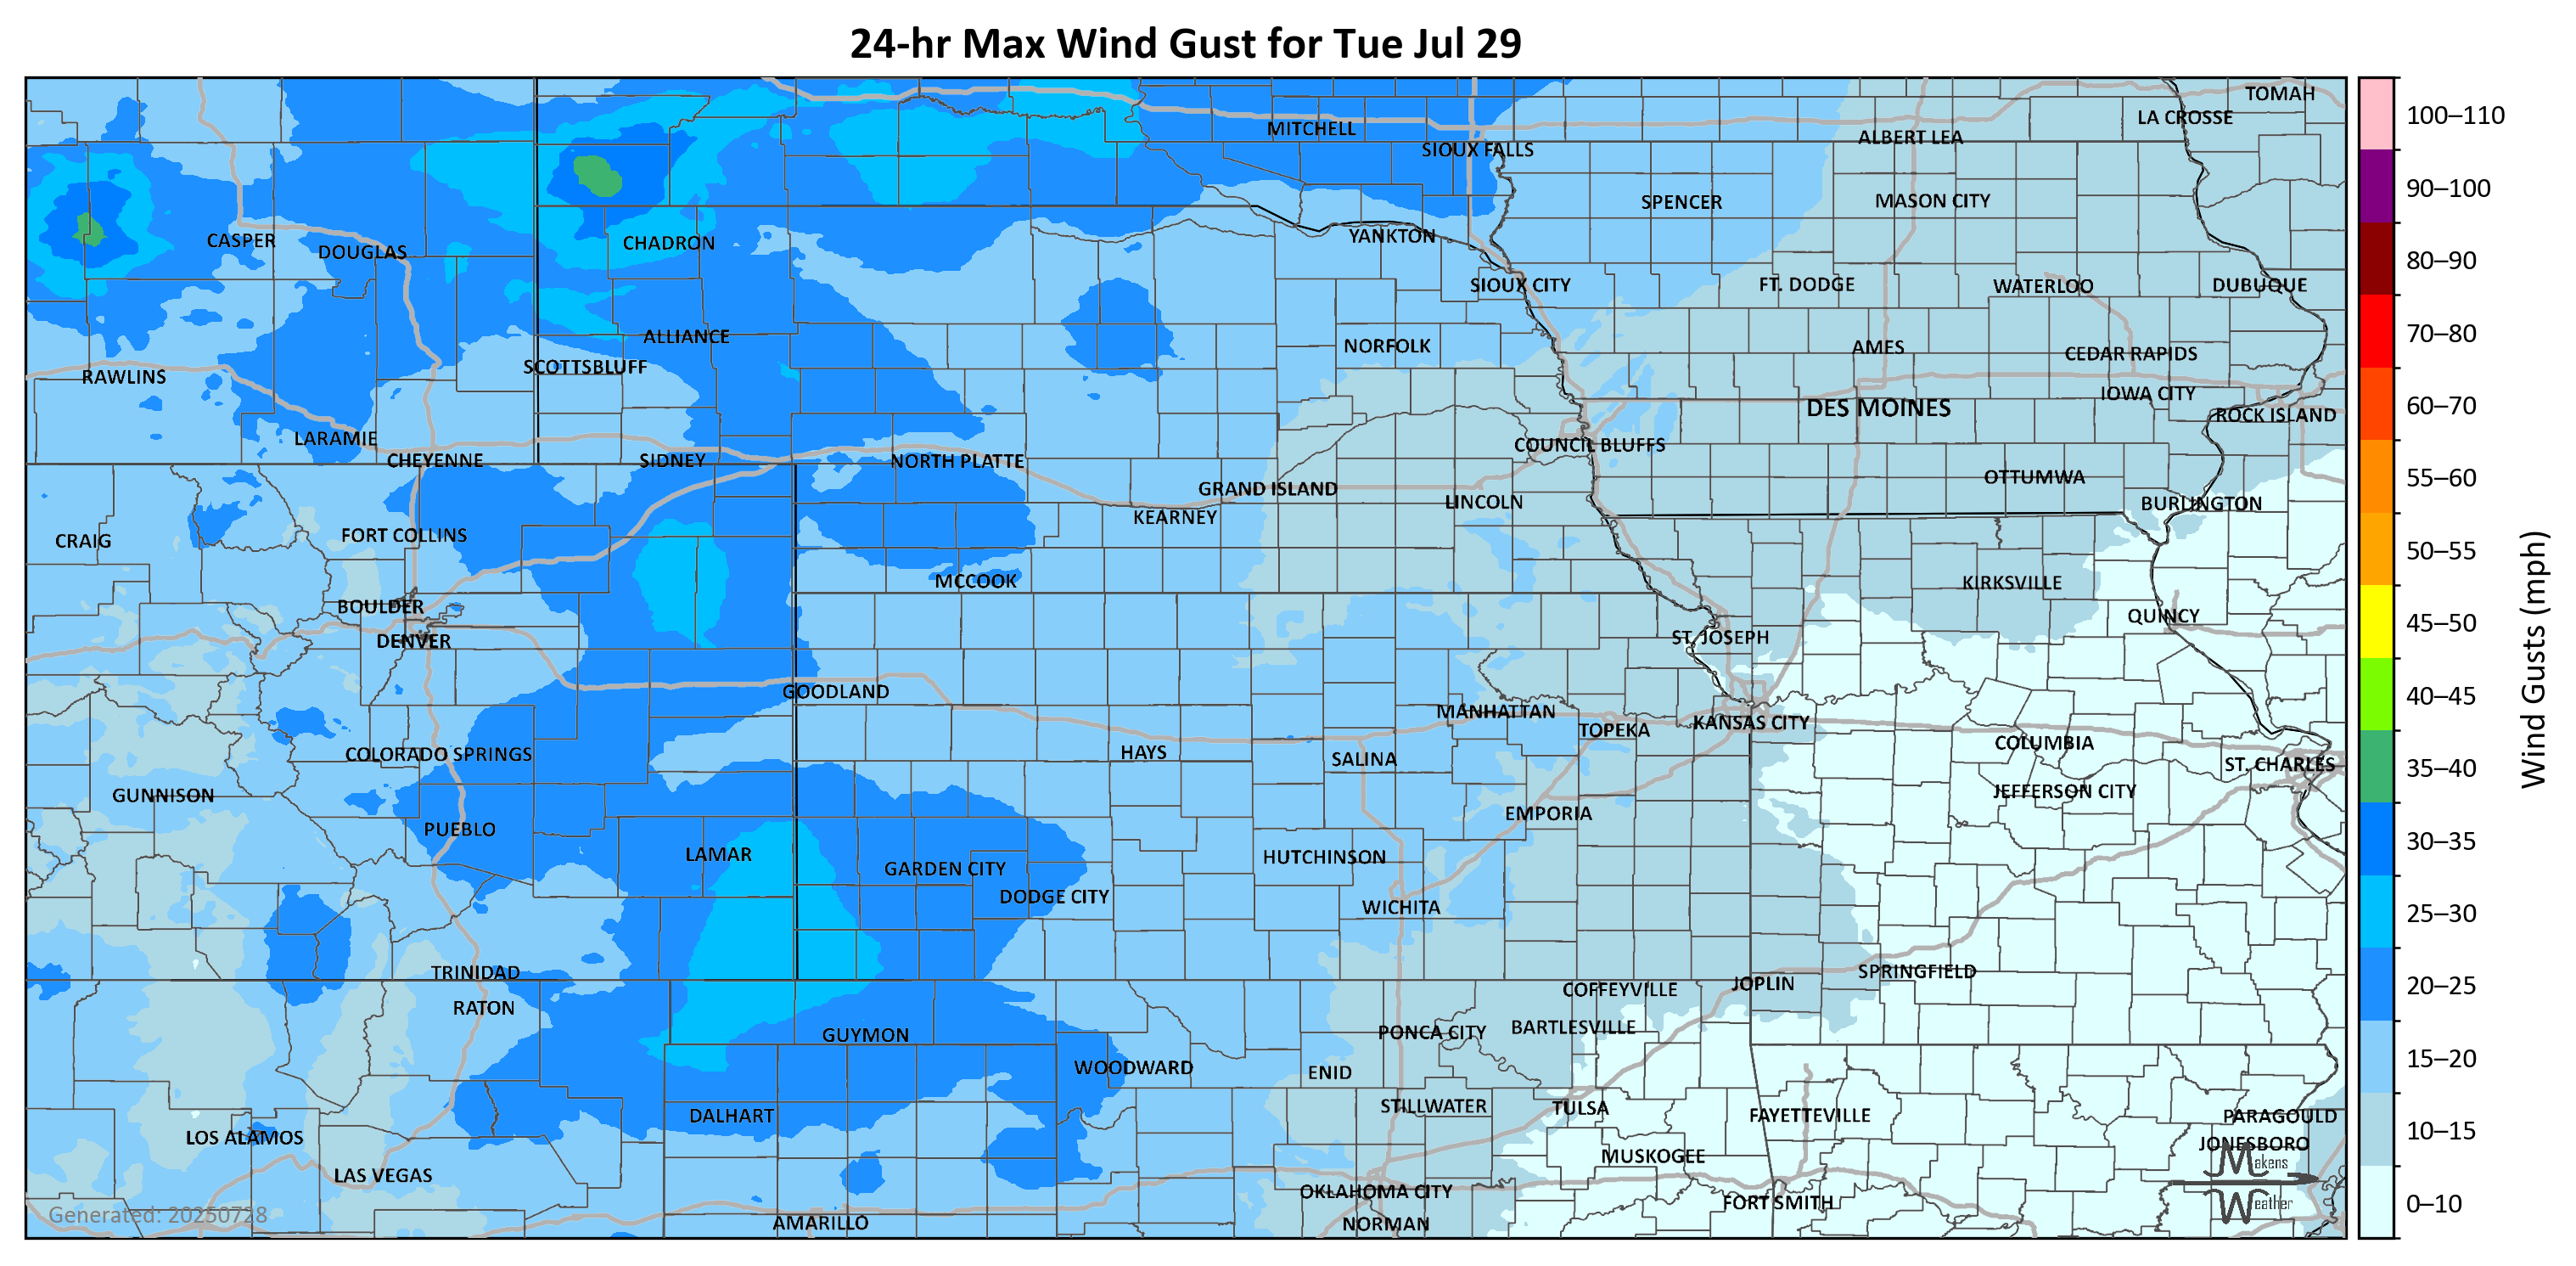 24-hr Max Wind Gust for Tue Jul 29
TOMAH
LA CROSSE
MITCHELL
ALBERT LEA
SIOUX FALLS
SPENCER
MASON CITY
CASPER
CHADRON
YANKTON
DOUGLAS
SIOUX CITY
FT. DODGE
WATERLOO
DUBUQUE
ALLIANCE
NORFOLK
AMES
CEDAR RAPIDS
SCOTTSBLUFF
RAWLINS
IOWA CITY
DES MOINES
ROCK ISLAND
LARAMIE
COUNCIL BLUFFS
CHEYENNE
SIDNEY
NORTH PLATTE
OTTUMWA
GRAND ISLAND
LINCOLN
BURLINGTON
KEARNEY
FORT COLLINS
CRAIG
MCCOOK
KIRKSVILLE
BOULDER
QUINCY
DENVER
ST. JOSEPH
GOODLAND
MANHATTAN
KANSAS CITY
TOPEKA
COLUMBIA
COLORADO SPRINGS
HAYS
SALINA
ST. CHARLES
GUNNISON
JEFFERSON CITY
EMPORIA
PUEBLO
LAMAR
HUTCHINSON
GARDEN CITY
DODGE CITY
WICHITA
TRINIDAD
SPRINGFIELD
JOPLIN
COFFEYVILLE
RATON
BARTLESVILLE
PONCA CITY
GUYMON
WOODWARD
ENID
STILLWATER
TULSA
DALHART
FAYETTEVILLE
PARAGOULD
LOS ALAMOS
JONESBORO
MUSKOGEE
LAS VEGAS
OKLAHOMA CITY
FORT SMITH
AMARILLO
NORMAN
Generated: 20250728
Makens
Weather
100–110
90–100
80–90
70–80
60–70
55–60
50–55
45–50
40–45
35–40
30–35
25–30
20–25
15–20
10–15
0–10
Wind Gusts (mph)